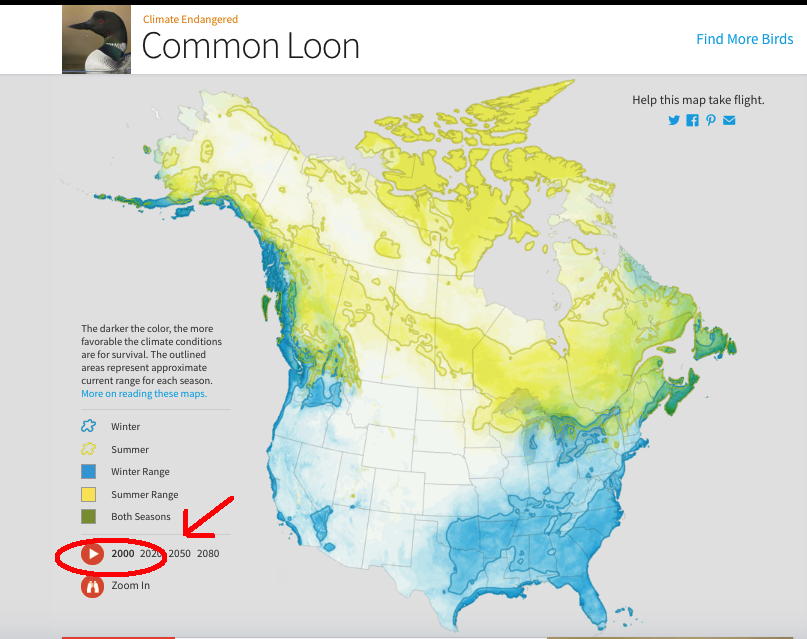 Climate Endangered
Common Loon
Find More Birds
Help this map take flight.
The darker the color, the more
favorable the climate conditions
are for survival. The outlined
areas represent approximate
current range for each season.
More on reading these maps.
Winter
Summer
Winter Range
Summer Range
Both Seasons
2000 2020 2050 2080
Zoom In